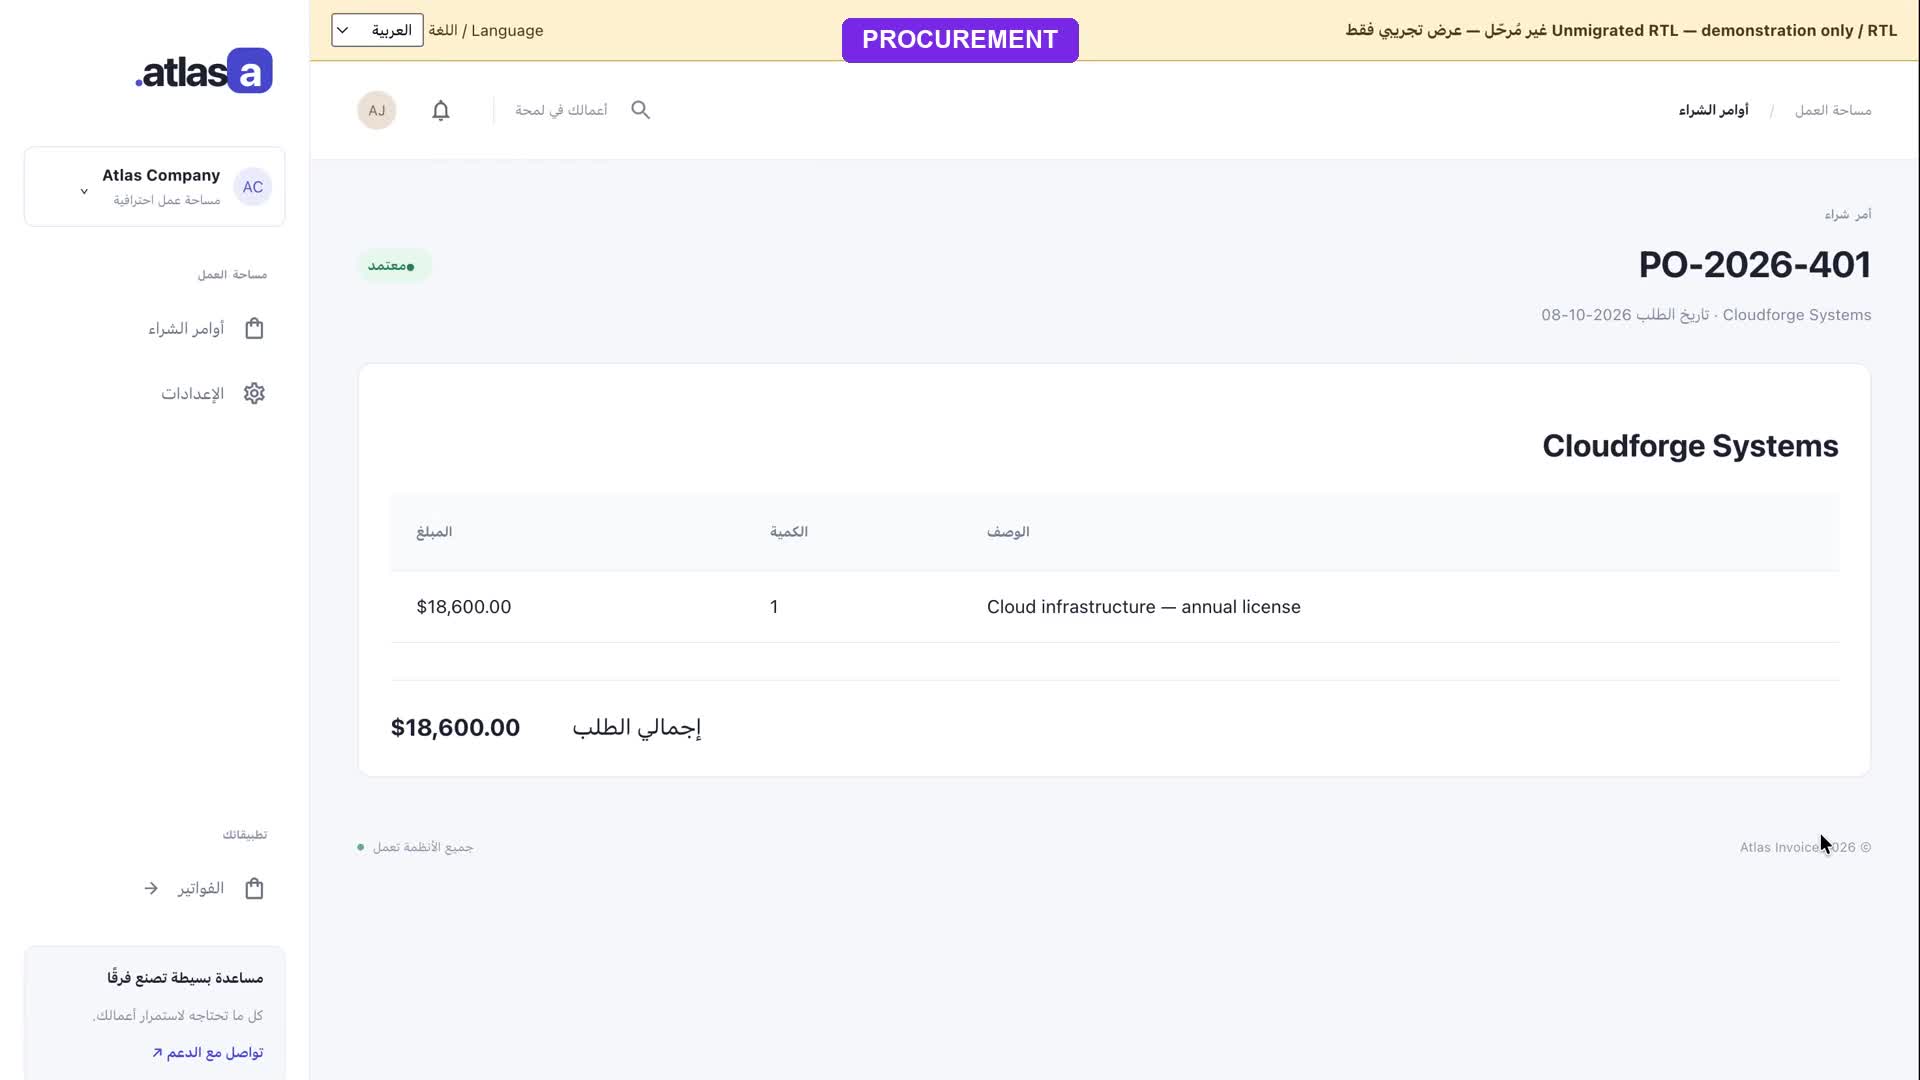 Unmigrated RTL — demonstration only / RTL غير مُرحّل — عرض تجريبي فقط
PROCUREMENT
Language / اللغة
العربية
atlas.
a
Atlas Company
مساحة عمل احترافية
AC
مساحة العمل
أوامر الشراء
الإعدادات
تطبيقاتك
الفواتير
مساعدة بسيطة تصنع فرقًا
كل ما تحتاجه لاستمرار أعمالك.
تواصل مع الدعم ↗
مساحة العمل / أوامر الشراء
أعمالك في لمحة
AJ
أمر شراء
PO-2026-401
معتمد
Cloudforge Systems · تاريخ الطلب 2026-10-08
Cloudforge Systems
الوصف الكمية المبلغ
Cloud infrastructure — annual license 1 $18,600.00
إجمالي الطلب $18,600.00
© Atlas Invoice
جميع الأنظمة تعمل